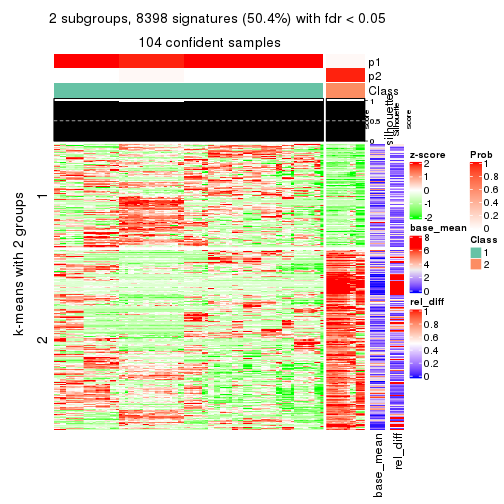 2 subgroups, 8398 signatures (50.4%) with fdr < 0.05
104 confident samples
p1
p2
Class
1
0.5
0
silhouette
score
Silhouette
score
k-means with 2 groups
1
2
base_mean
rel_diff
z-score
2
1
0
-1
-2
base_mean
8
6
4
2
0
rel_diff
1
0.8
0.6
0.4
0.2
0
Prob
1
0.8
0.6
0.4
0.2
0
Class
1
2